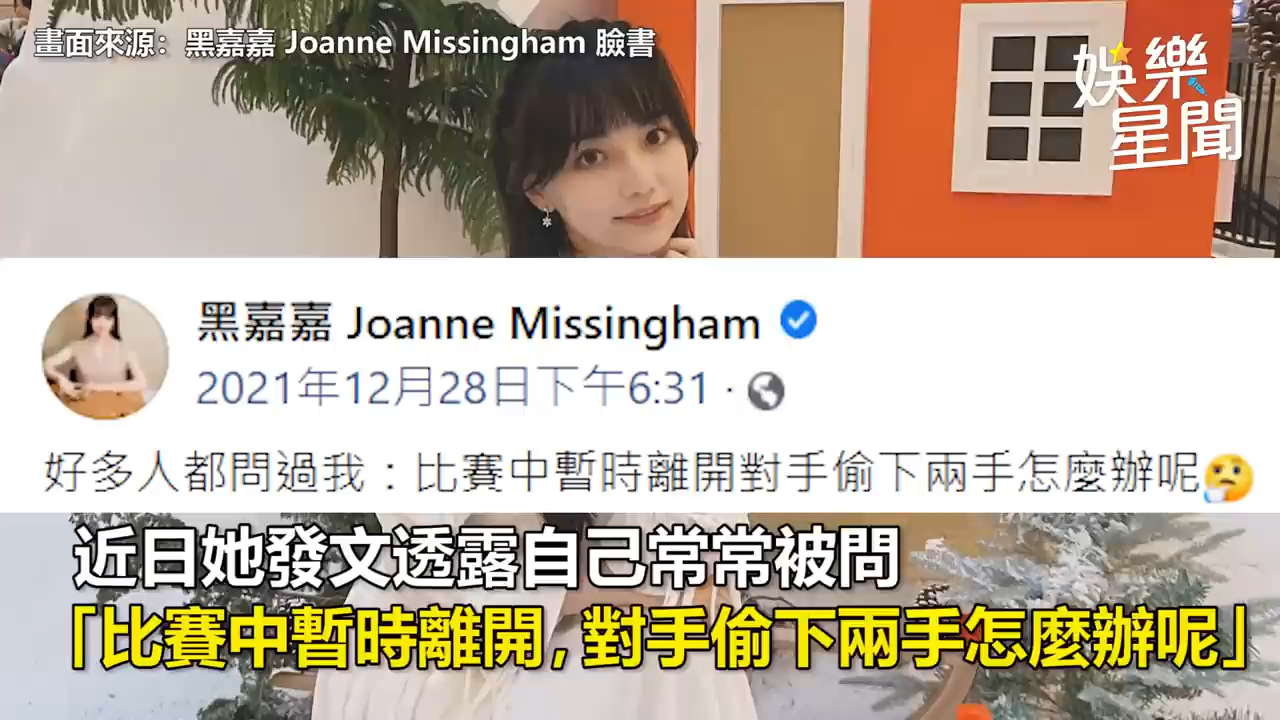 畫面來源：黑嘉嘉 Joanne Missingham 臉書
娛樂
星聞
黑嘉嘉 Joanne Missingham
2021年12月28日下午6:31 ·
好多人都問過我：比賽中暫時離開對手偷下兩手怎麼辦呢🤔
近日她發文透露自己常常被問
「比賽中暫時離開, 對手偷下兩手怎麼辦呢」